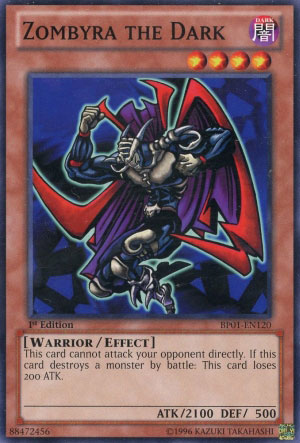 ZOMBYRA THE DARK
DARK
闇
1st Edition
BP01-EN120
[WARRIOR/EFFECT]
This card cannot attack your opponent directly. If this
card destroys a monster by battle: This card loses
200 ATK.
ATK/2100 DEF/ 500
88472456
©1996 KAZUKI TAKAHASHI